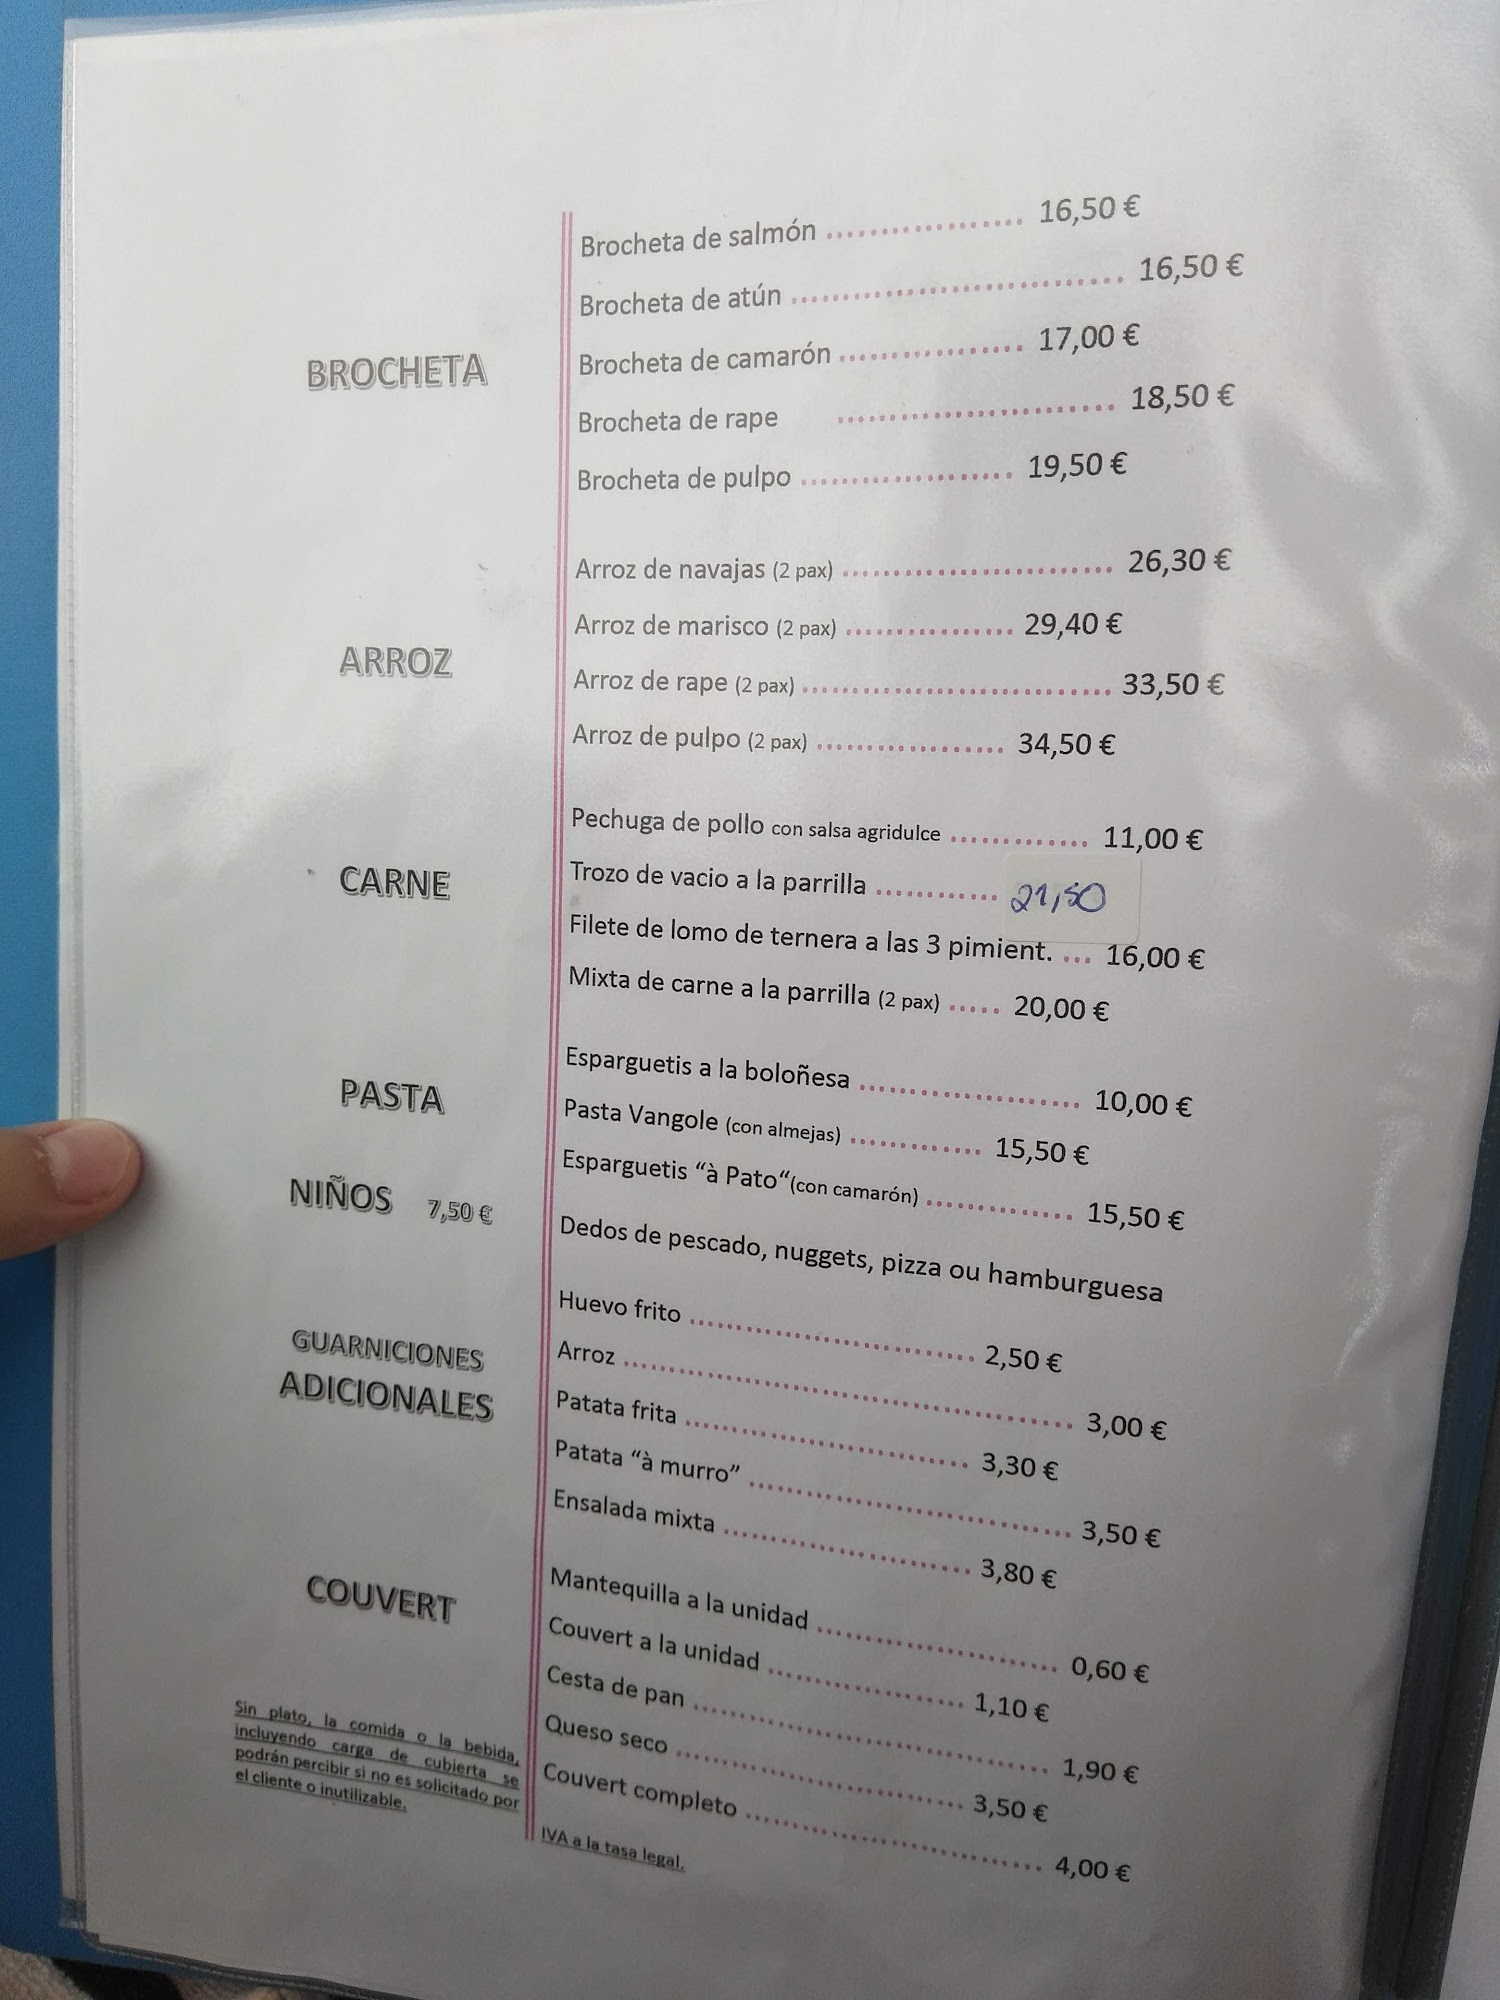 BROCHETA
Brocheta de salmón .................. 16,50 €
Brocheta de atún .............................. 16,50 €
Brocheta de camarón ................. 17,00 €
Brocheta de rape ......................... 18,50 €
Brocheta de pulpo .................... 19,50 €
ARROZ
Arroz de navajas (2 pax) ......................... 26,30 €
Arroz de marisco (2 pax) ................ 29,40 €
Arroz de rape (2 pax) ............................. 33,50 €
Arroz de pulpo (2 pax) .................. 34,50 €
CARNE
Pechuga de pollo con salsa agridulce ............. 11,00 €
Trozo de vacio a la parrilla ............ 21,50
Filete de lomo de ternera a las 3 pimient. ... 16,00 €
Mixta de carne a la parrilla (2 pax) ..... 20,00 €
PASTA
Esparguetis a la boloñesa ..................... 10,00 €
Pasta Vangole (con almejas) ............. 15,50 €
Esparguetis “à Pato“(con camarón) .............. 15,50 €
NIÑOS 7,50 €
Dedos de pescado, nuggets, pizza ou hamburguesa
GUARNICIONES
ADICIONALES
Huevo frito ........................... 2,50 €
Arroz .......................................... 3,00 €
Patata frita ........................... 3,30 €
Patata “à murro” .............................. 3,50 €
Ensalada mixta ....................... 3,80 €
COUVERT
Mantequilla a la unidad ....................... 0,60 €
Couvert a la unidad ................... 1,10 €
Cesta de pan .................................. 1,90 €
Queso seco ........................... 3,50 €
Couvert completo ............................ 4,00 €
Sin plato, la comida o la bebida,
incluyendo carga de cubierta se
podrán percibir si no es solicitado por
el cliente o inutilizable.
IVA a la tasa legal.